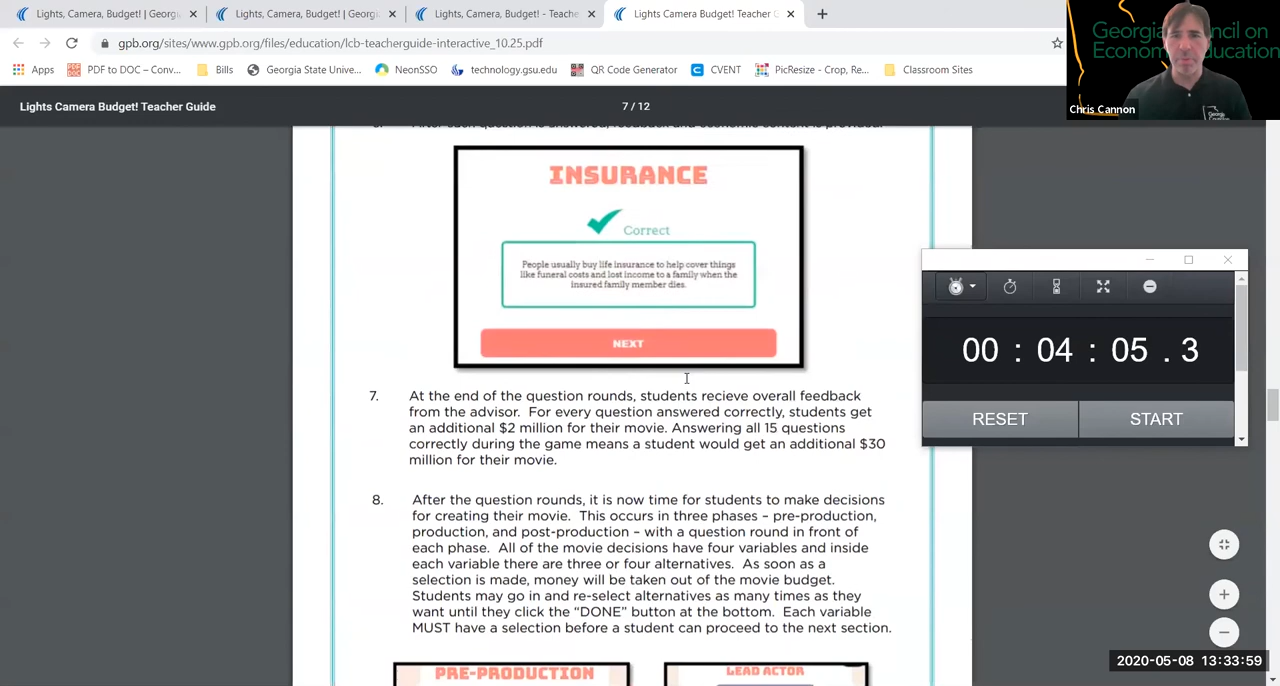 Lights, Camera, Budget! | Georgi
Lights, Camera, Budget! | Georgi
Lights, Camera, Budget! - Teache
Lights Camera Budget! Teacher G
gpb.org/sites/www.gpb.org/files/education/lcb-teacherguide-interactive_10.25.pdf
Apps
PDF to DOC – Conv...
Bills
Georgia State Unive...
NeonSSO
technology.gsu.edu
QR Code Generator
CVENT
PicResize - Crop, Re...
Classroom Sites
Chris Cannon
Lights Camera Budget! Teacher Guide
7 / 12
INSURANCE
Correct
People usually buy life insurance to help cover things
like funeral costs and lost income to a family when the
insured family member dies.
NEXT
00 : 04 : 05 . 3
RESET
START
7. At the end of the question rounds, students recieve overall feedback
from the advisor. For every question answered correctly, students get
an additional $2 million for their movie. Answering all 15 questions
correctly during the game means a student would get an additional $30
million for their movie.
8. After the question rounds, it is now time for students to make decisions
for creating their movie. This occurs in three phases – pre-production,
production, and post-production – with a question round in front of
each phase. All of the movie decisions have four variables and inside
each variable there are three or four alternatives. As soon as a
selection is made, money will be taken out of the movie budget.
Students may go in and re-select alternatives as many times as they
want until they click the “DONE” button at the bottom. Each variable
MUST have a selection before a student can proceed to the next section.
PRE-PRODUCTION
LEAD ACTOR
2020-05-08 13:33:59